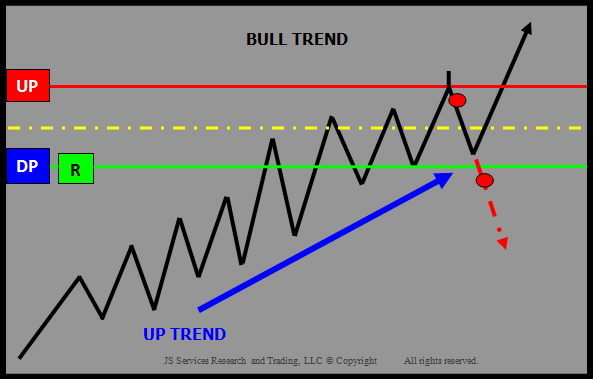 BULL TREND
UP
DP
R
UP TREND
JS Services Research and Trading, LLC © Copyright All rights reserved.